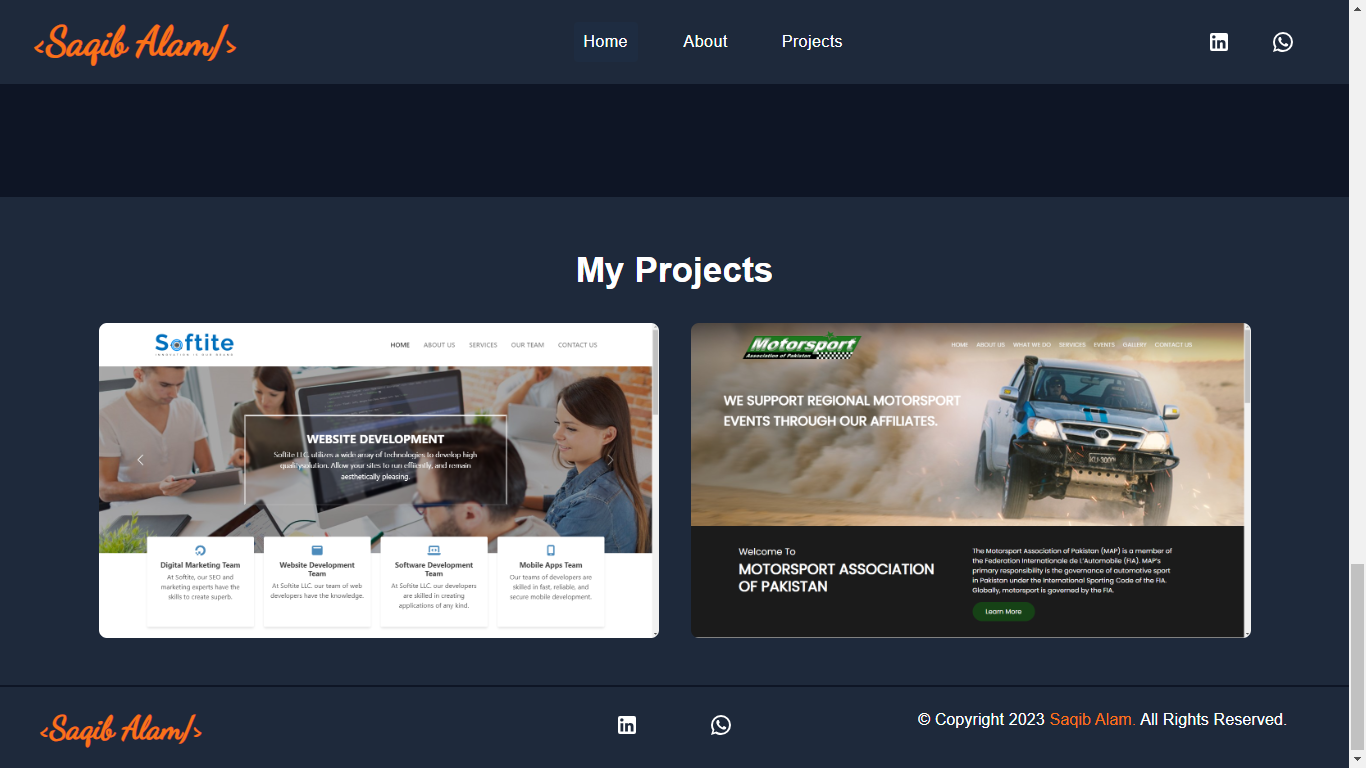 <Saqib Alam/>
Home About Projects
My Projects
Softite
INNOVATION IS OUR BRAND
HOME ABOUT US SERVICES OUR TEAM CONTACT US
WEBSITE DEVELOPMENT
Softite LLC. utilizes a wide array of technologies to develop high
quality solution. Allow your sites to run effiently, and remain
aesthetically pleasing.
Digital Marketing Team
At Softite, our SEO and
marketing experts have the
skills to create superb.
Website Development
Team
At Softite LLC. our team of web
developers have the knowledge.
Software Development
Team
At Softite LLC. our developers
are skilled in creating
applications of any kind.
Mobile Apps Team
Our teams of developers are
skilled in fast, reliable, and
secure mobile development.
Motorsport
Association of Pakistan
HOME ABOUT US WHAT WE DO SERVICES EVENTS GALLERY CONTACT US
WE SUPPORT REGIONAL MOTORSPORT
EVENTS THROUGH OUR AFFILIATES.
Welcome To
MOTORSPORT ASSOCIATION
OF PAKISTAN
The Motorsport Association of Pakistan (MAP) is a member of
the Federation Internationale de L'Automobile (FIA). MAP's
primary responsibility is the governance of automotive sport
in Pakistan under the International Sporting Code of the FIA.
Globally, motorsport is governed by the FIA.
Learn More
<Saqib Alam/>
© Copyright 2023 Saqib Alam. All Rights Reserved.